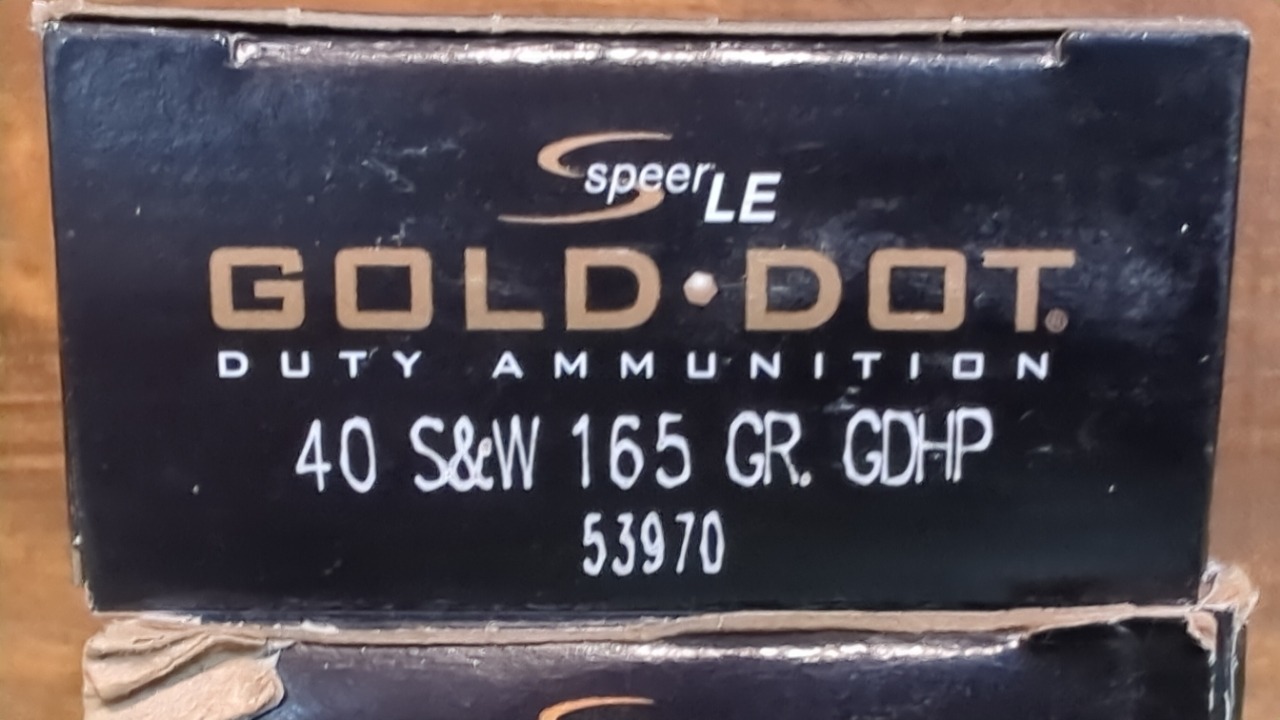 speer LE
GOLD•DOT®
DUTY AMMUNITION
40 S&W 165 GR. GDHP
53970